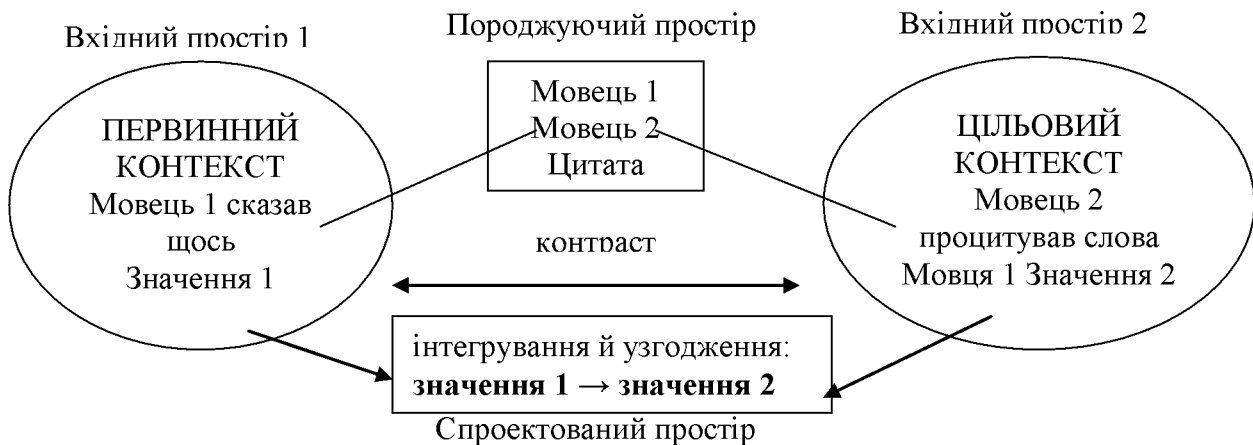 Вхідний простір 1
Породжуючий простір
Вхідний простір 2
ПЕРВИННИЙ
КОНТЕКСТ
Мовець 1 сказав
щось
Значення 1
Мовець 1
Мовець 2
Цитата
ЦІЛЬОВИЙ
КОНТЕКСТ
Мовець 2
процитував слова
Мовця 1 Значення 2
контраст
інтегрування й узгодження:
значення 1 → значення 2
Спроектований простір